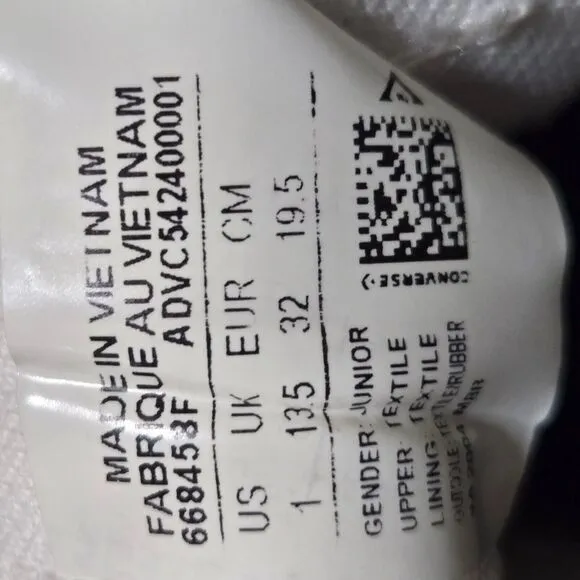 MADE IN VIETNAM
FABRIQUE AU VIETNAM
668453F ADVC542400001
US UK EUR CM
1 13.5 32 19.5
GENDER: JUNIOR
UPPER: TEXTILE
LINING: TEXTILE
CONVERSE